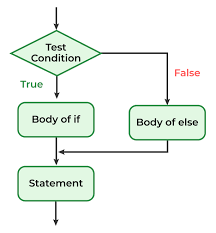 Test
Condition
True
False
Body of if
Body of else
Statement